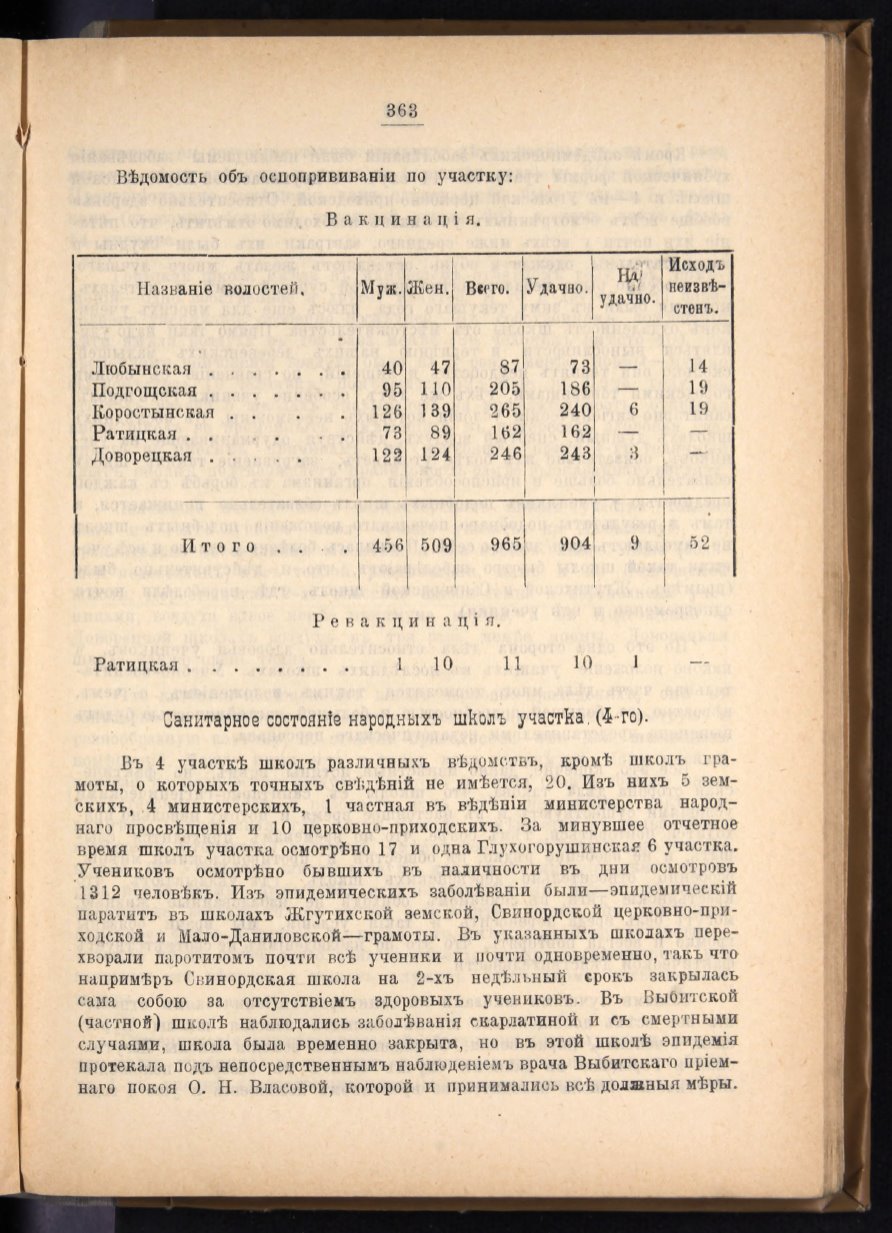 363
Вѣдомость объ оспопрививаніи по участку:
Вакцинація.
Названіе волостей. Муж. Жен. Всего. Удачно. Не удачно. Исходъ неизвѣстенъ.
Любынская . . . . . . . 40 47 87 73 — 14
Подгощская . . . . . . . 95 110 205 186 — 19
Коростынская . . . . 126 139 265 240 6 19
Ратицкая . . . . . 73 89 162 162 — —
Доворецкая . . . . . 122 124 246 243 3 —
Итого . . . . 456 509 965 904 9 52
Ревакцинація.
Ратицкая . . . . . . . . 1 10 11 10 1 —
Санитарное состояніе народныхъ школъ участка (4-го).
Въ 4 участкѣ школъ различныхъ вѣдомствъ, кромѣ школъ гра-
моты, о которыхъ точныхъ свѣдѣній не имѣется, 20. Изъ нихъ 5 зем-
скихъ, 4 министерскихъ, 1 частная въ вѣдѣніи министерства народ-
наго просвѣщенія и 10 церковно-приходскихъ. За минувшее отчетное
время школъ участка осмотрѣно 17 и одна Глухогорушинская 6 участка.
Учениковъ осмотрѣно бывшихъ въ наличности въ дни осмотровъ
1312 человѣкъ. Изъ эпидемическихъ заболѣваніи были—эпидемическій
паратитъ въ школахъ Жгутихской земской, Свинордской церковно-при-
ходской и Мало-Даниловской—грамоты. Въ указанныхъ школахъ пере-
хворали паротитомъ почти всѣ ученики и почти одновременно, такъ что
напримѣръ Свинордская школа на 2-хъ недѣльный срокъ закрылась
сама собою за отсутствіемъ здоровыхъ учениковъ. Въ Выбитской
(частной) школѣ наблюдались заболѣванія скарлатиной и съ смертными
случаями, школа была временно закрыта, но въ этой школѣ эпидемія
протекала подъ непосредственнымъ наблюденіемъ врача Выбитскаго пріем-
наго покоя О. Н. Власовой, которой и принимались всѣ должныя мѣры.